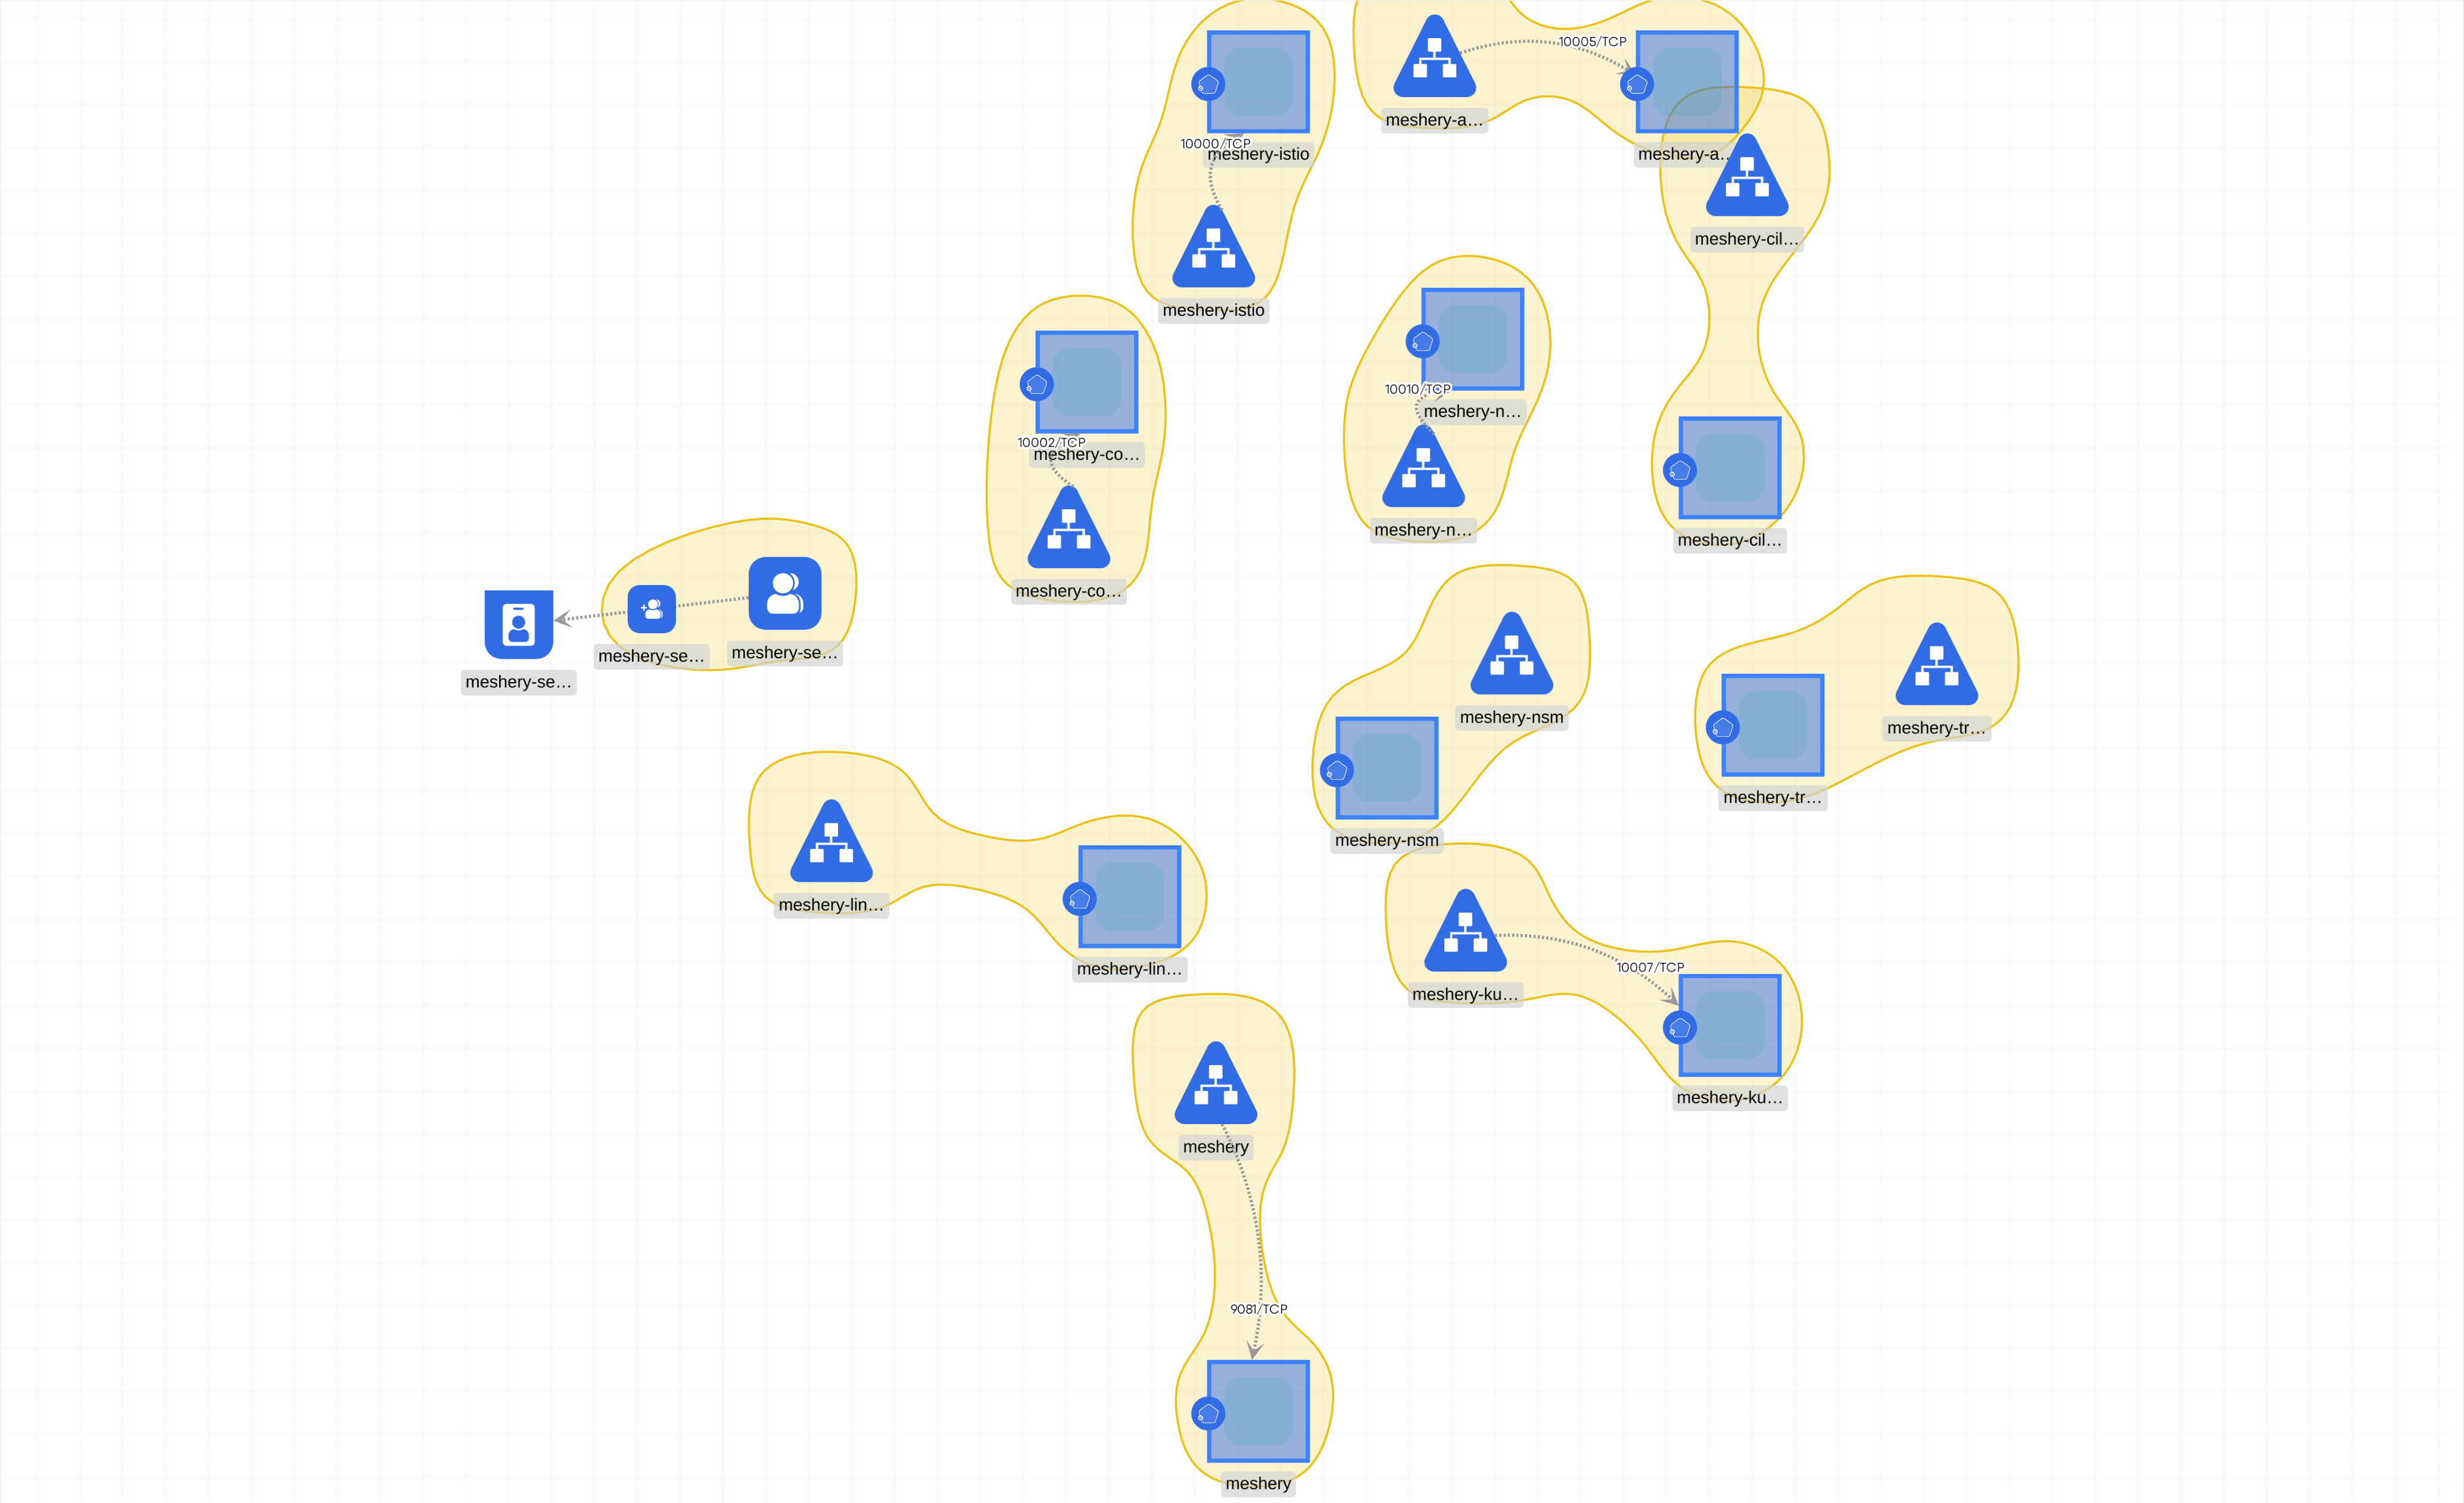 10005/TCP
meshery-a…
10000/TCP
meshery-istio
meshery-a…
meshery-cil…
meshery-istio
10010/TCP
meshery-n…
10002/TCP
meshery-co…
meshery-n…
meshery-cil…
meshery-co…
meshery-se…
meshery-se…
meshery-se…
meshery-nsm
meshery-tr…
meshery-tr…
meshery-nsm
meshery-lin…
meshery-lin…
10007/TCP
meshery-ku…
meshery-ku…
meshery
9081/TCP
meshery